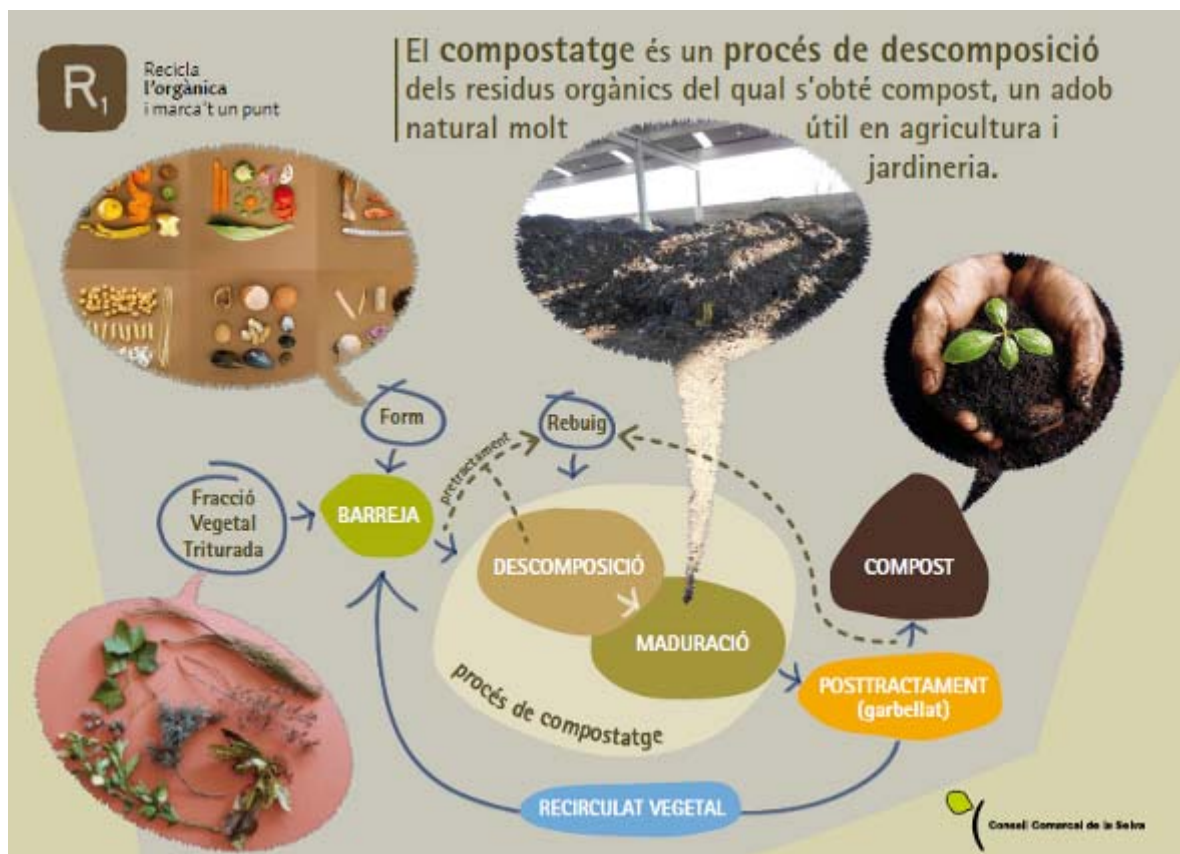 R1
Recicla
l'orgànica
i marca't un punt
El compostatge és un procés de descomposició
dels residus orgànics del qual s'obté compost, un adob
natural molt útil en agricultura i
jardineria.
Form
Rebuig
pretractament
Fracció
Vegetal
Triturada
BARREJA
DESCOMPOSICIÓ
COMPOST
MADURACIÓ
POSTTRACTAMENT
(garbellat)
procés de compostatge
RECIRCULAT VEGETAL
Consell Comarcal de la Selva